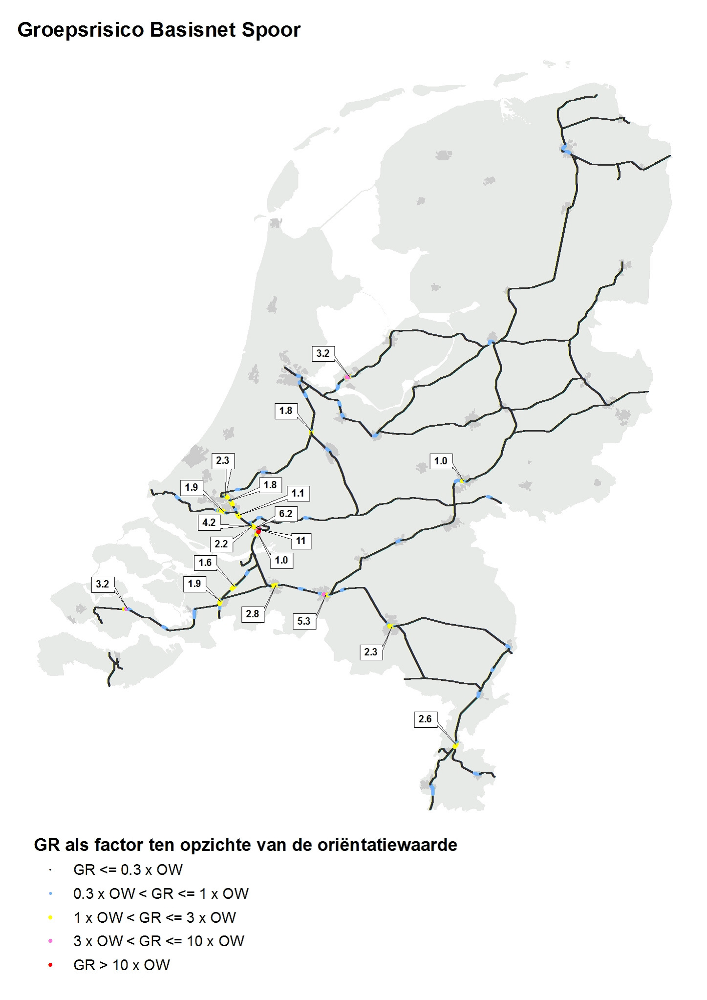 Groepsrisico Basisnet Spoor
3.2
1.8
2.3
1.0
1.9
1.8
1.1
4.2
6.2
2.2
11
1.6
1.0
3.2
1.9
2.8
5.3
2.3
2.6
GR als factor ten opzichte van de oriëntatiewaarde
GR <= 0.3 x OW
0.3 x OW < GR <= 1 x OW
1 x OW < GR <= 3 x OW
3 x OW < GR <= 10 x OW
GR > 10 x OW